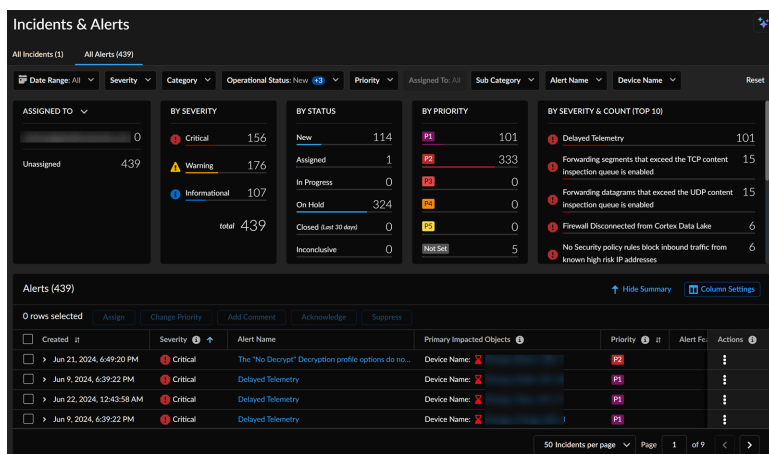 Incidents & Alerts
All Incidents (1) All Alerts (439)
Date Range: All Severity Category Operational Status: New +3 Priority Assigned To: All Sub Category Alert Name Device Name Reset
ASSIGNED TO
0
Unassigned 439
BY SEVERITY
Critical 156
Warning 176
Informational 107
total 439
BY STATUS
New 114
Assigned 1
In Progress 0
On Hold 324
Closed (Last 30 days) 0
Inconclusive 0
BY PRIORITY
P1 101
P2 333
P3 0
P4 0
P5 0
Not Set 5
BY SEVERITY & COUNT (TOP 10)
Delayed Telemetry 101
Forwarding segments that exceed the TCP content 15
inspection queue is enabled
Forwarding datagrams that exceed the UDP content 15
inspection queue is enabled
Firewall Disconnected from Cortex Data Lake 6
No Security policy rules block inbound traffic from 6
known high risk IP addresses
Alerts (439) Hide Summary Column Settings
0 rows selected Assign Change Priority Add Comment Acknowledge Suppress
Created Severity Alert Name Primary Impacted Objects Priority Alert Fe Actions
Jun 21, 2024, 6:49:20 PM Critical The "No Decrypt" Decryption profile options do no... Device Name: P2
Jun 9, 2024, 6:39:22 PM Critical Delayed Telemetry Device Name: P1
Jun 22, 2024, 12:43:58 AM Critical Delayed Telemetry Device Name: P1
Jun 9, 2024, 6:39:22 PM Critical Delayed Telemetry Device Name: P1
50 Incidents per page Page 1 of 9